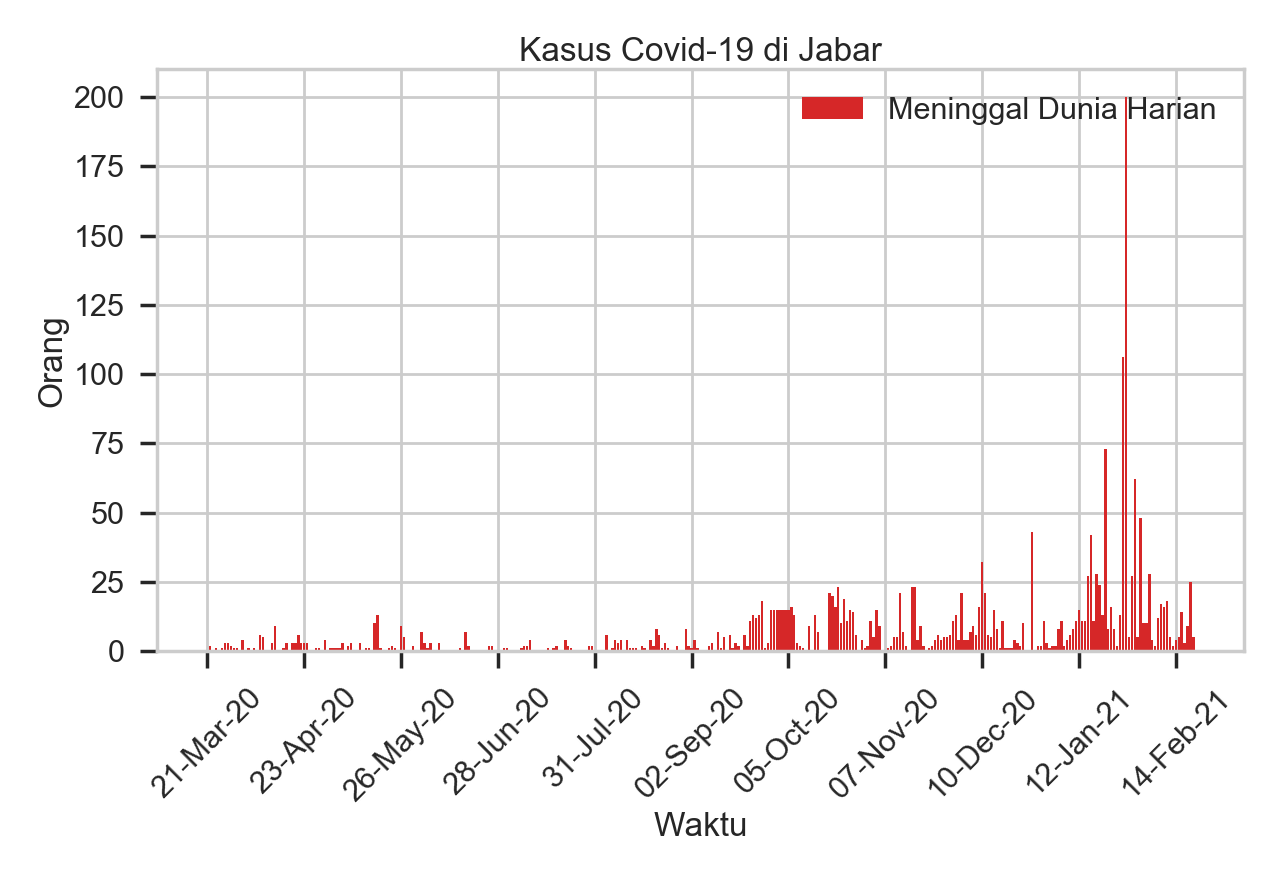 Kasus Covid-19 di Jabar
Meninggal Dunia Harian
200
175
150
125
100
75
50
25
0
Orang
21-Mar-20
23-Apr-20
26-May-20
28-Jun-20
31-Jul-20
02-Sep-20
05-Oct-20
07-Nov-20
10-Dec-20
12-Jan-21
14-Feb-21
Waktu